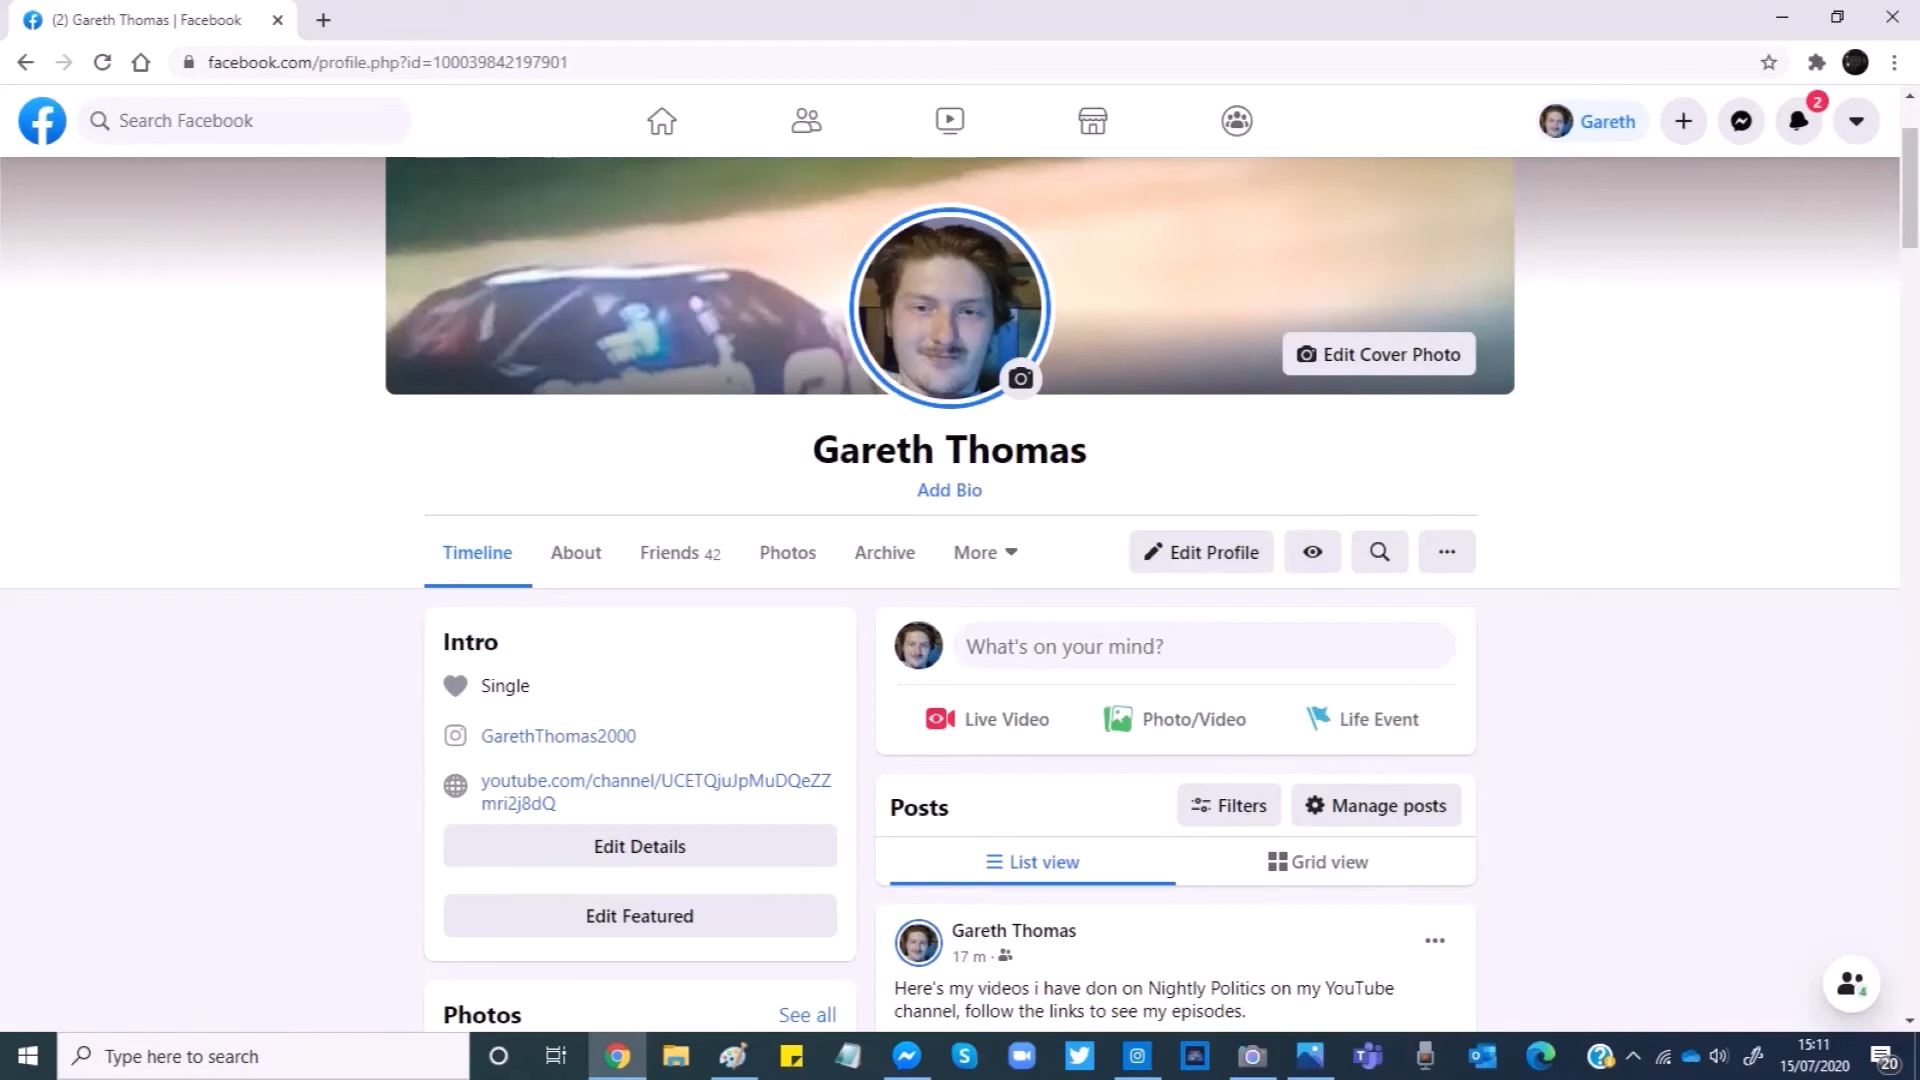 (2) Gareth Thomas | Facebook
facebook.com/profile.php?id=100039842197901
Search Facebook
Gareth
2
Edit Cover Photo
Gareth Thomas
Add Bio
Timeline About Friends 42 Photos Archive More
Edit Profile
Intro
Single
GarethThomas2000
youtube.com/channel/UCETQjuJpMuDQeZZ
mri2j8dQ
Edit Details
Edit Featured
Photos See all
What's on your mind?
Live Video Photo/Video Life Event
Posts Filters Manage posts
List view Grid view
Gareth Thomas
17 m ·
Here's my videos i have don on Nightly Politics on my YouTube
channel, follow the links to see my episodes.
4
Type here to search
15:11
15/07/2020
20